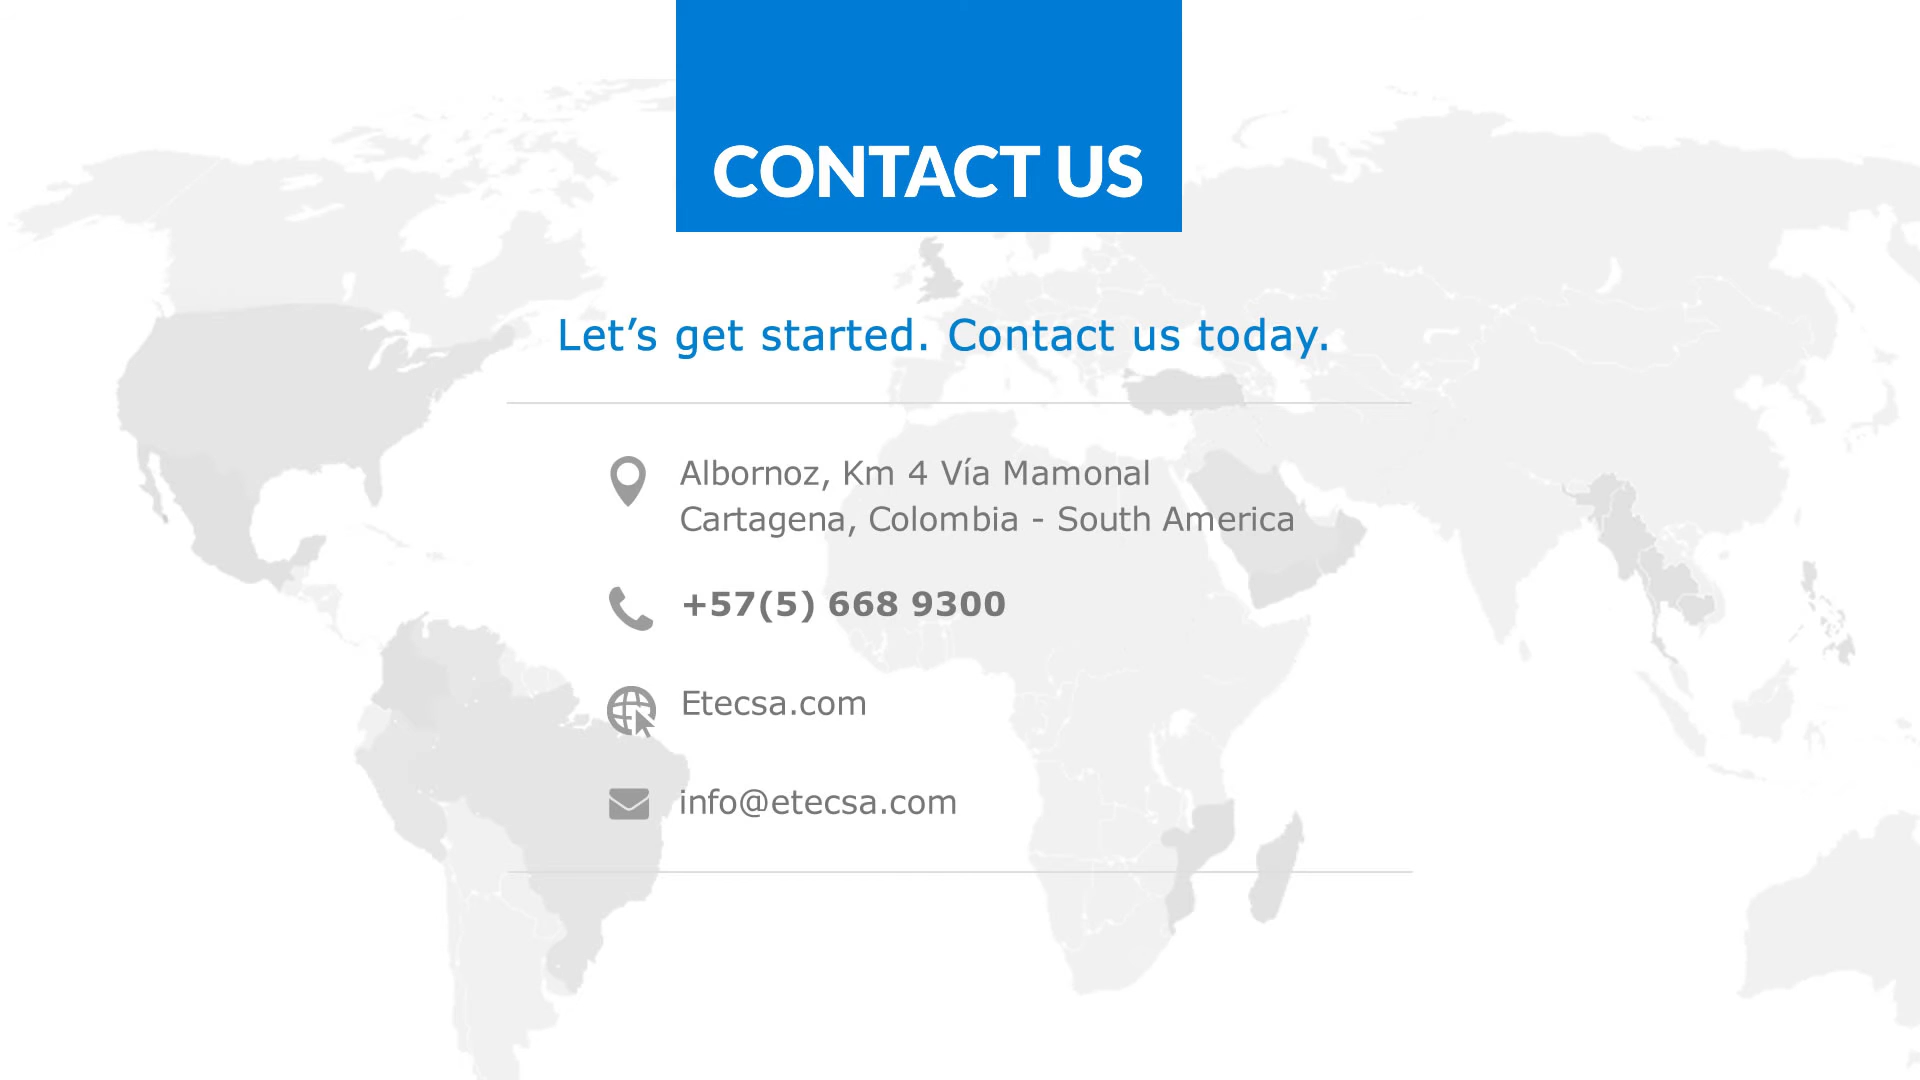 CONTACT US
Let’s get started. Contact us today.
Albornoz, Km 4 Vía Mamonal
Cartagena, Colombia - South America
+57(5) 668 9300
Etecsa.com
info@etecsa.com